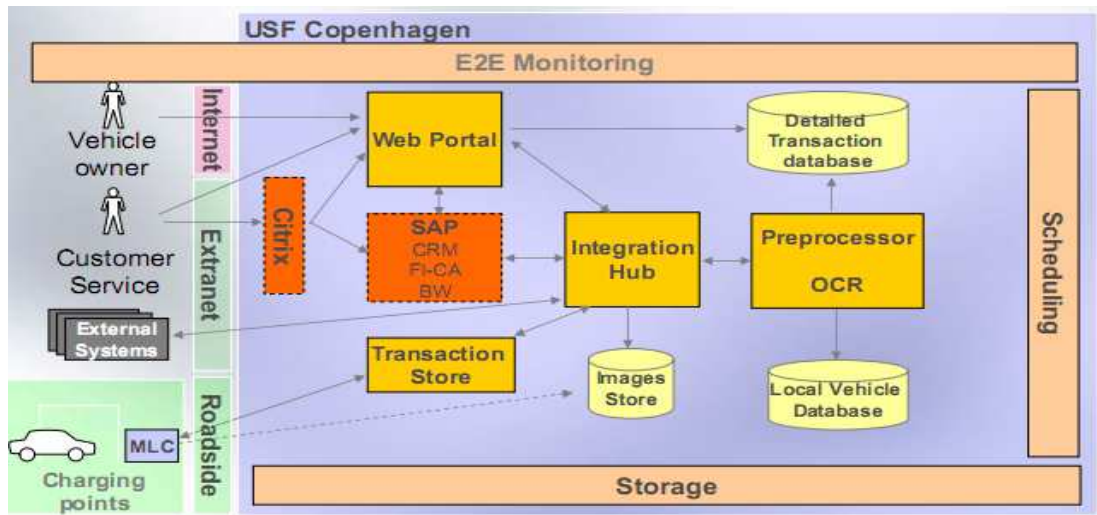 USF Copenhagen
E2E Monitoring
Vehicle
owner
Internet
Web Portal
Detailed
Transaction
database
Customer
Service
Extranet
Citrix
SAP
CRM
FI-CA
BW
Integration
Hub
Preprocessor
OCR
Scheduling
External
Systems
Transaction
Store
Images
Store
Local Vehicle
Database
MLC
Roadside
Charging
points
Storage